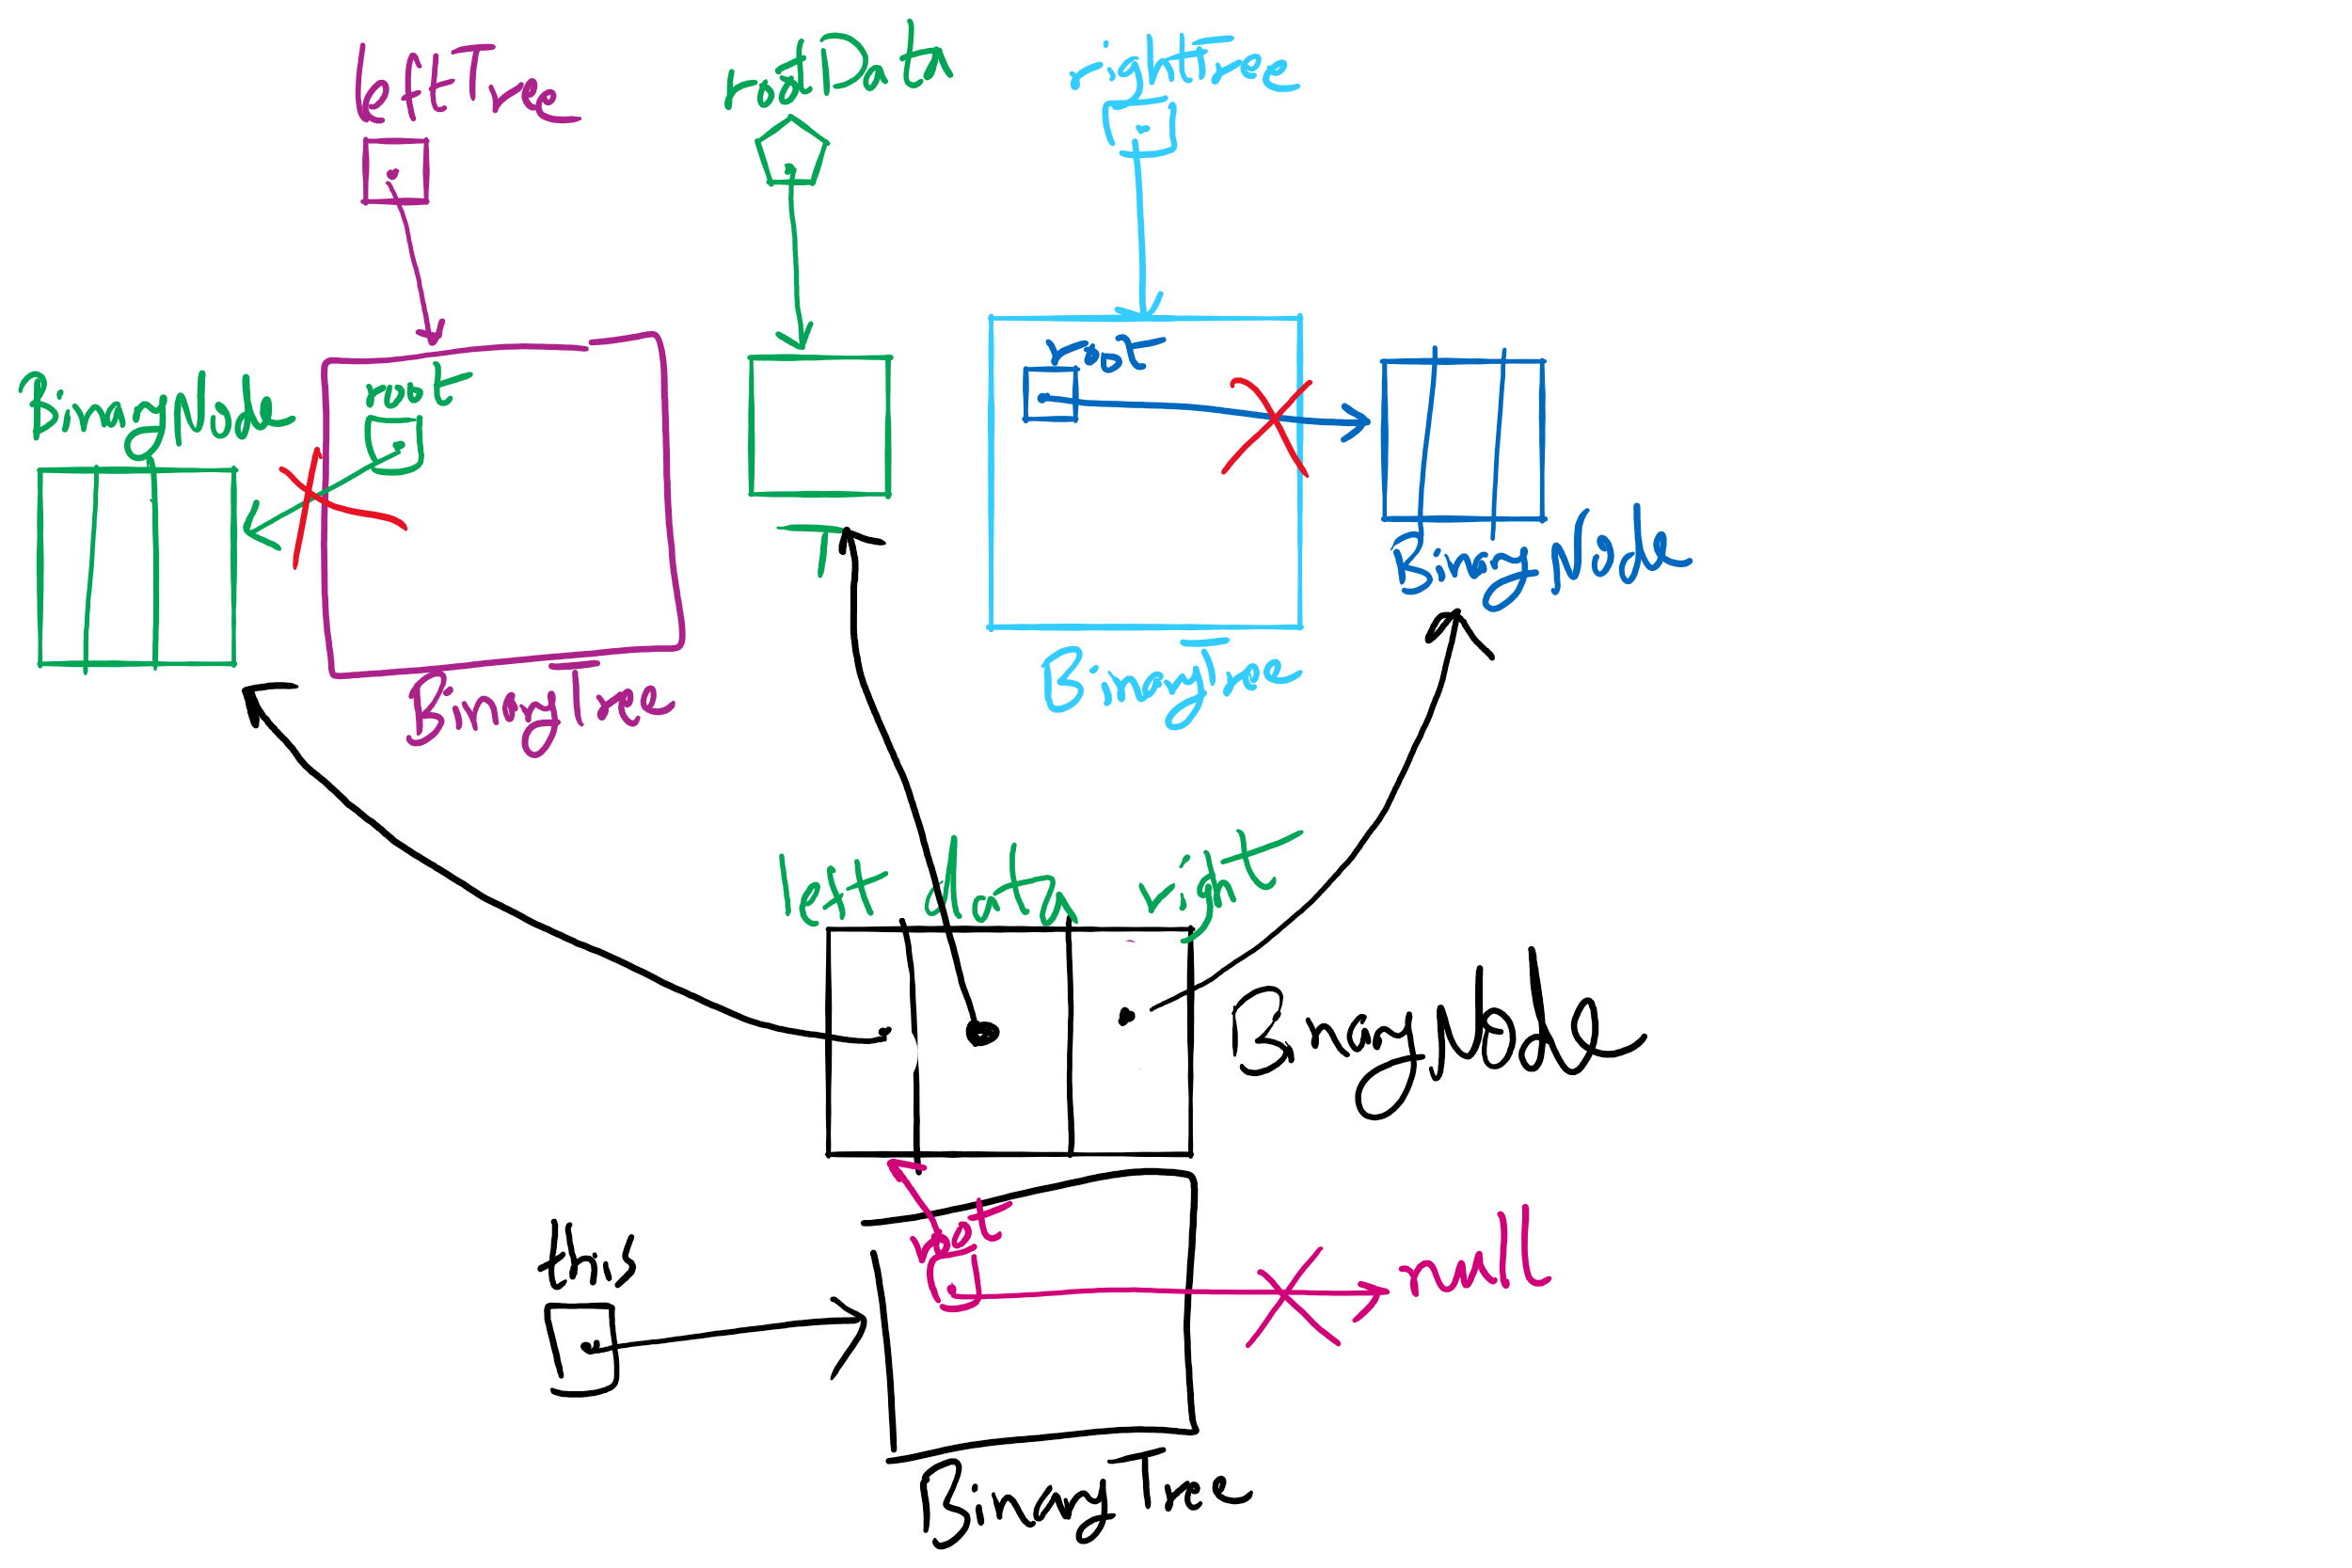 leftTree
rootData
rightTree
root
BinaryNode
root
T
BinaryNode
BinaryTree
BinaryTree
left data right
BinaryNode
this
root
null
BinaryTree